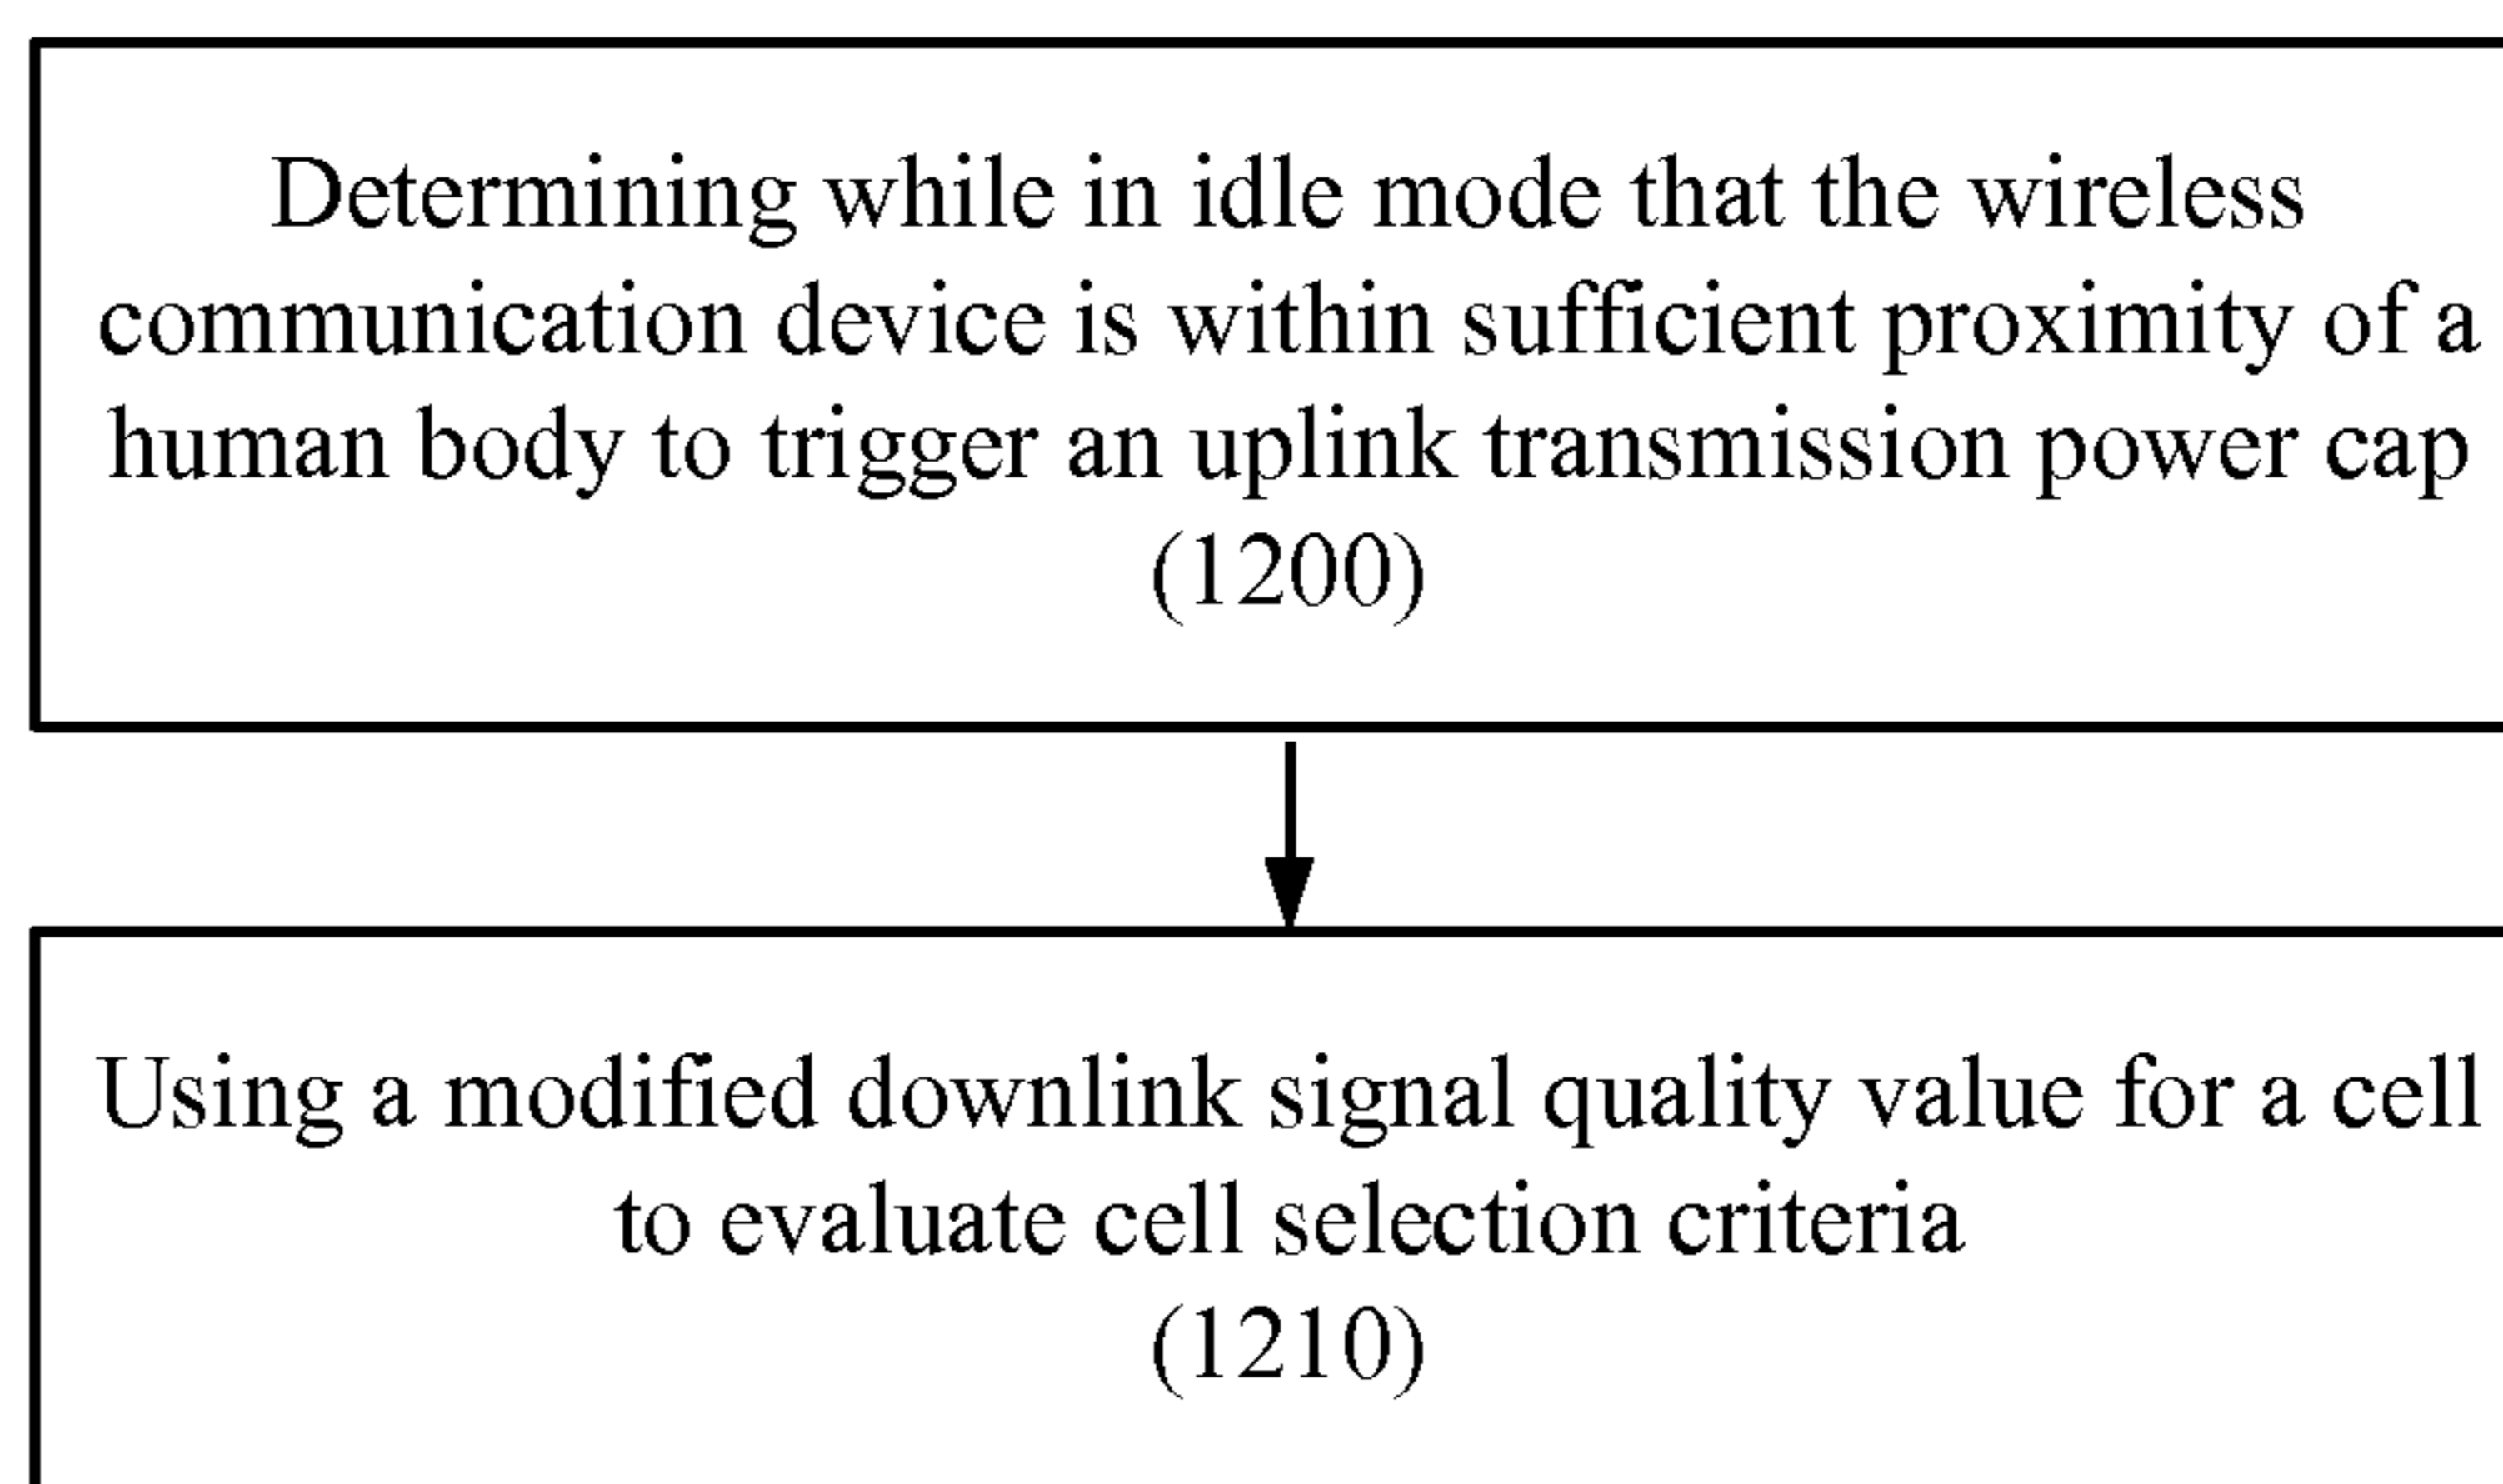 Determining while in idle mode that the wireless
communication device is within sufficient proximity of a
human body to trigger an uplink transmission power cap
(1200)
Using a modified downlink signal quality value for a cell
to evaluate cell selection criteria
(1210)